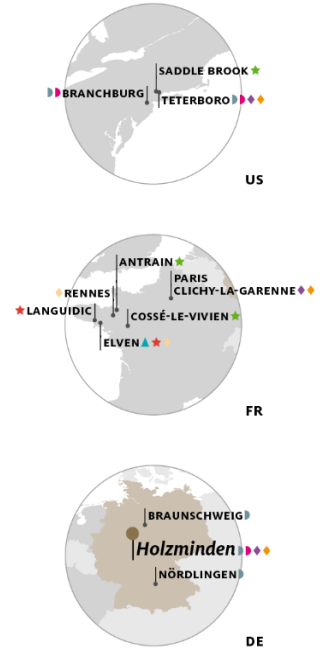 SADDLE BROOK
BRANCHBURG
TETERBORO
US
ANTRAIN
PARIS
CLICHY-LA-GARENNE
RENNES
LANGUIDIC
COSSÉ-LE-VIVIEN
ELVEN
FR
BRAUNSCHWEIG
Holzminden
NÖRDLINGEN
DE